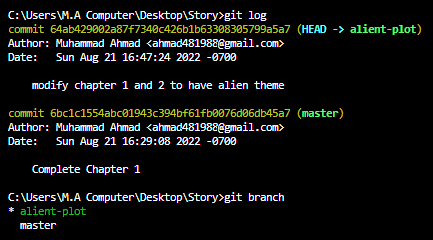 C:\Users\M.A Computer\Desktop\Story>git log
commit 64ab429002a87f7340c426b1b63308305799a5a7 (HEAD -> alient-plot)
Author: Muhammad Ahmad <ahmad481988@gmail.com>
Date:   Sun Aug 21 16:47:24 2022 -0700
    modify chapter 1 and 2 to have alien theme
commit 6bc1c1554abc01943c394bf61fb0076d06db45a7 (master)
Author: Muhammad Ahmad <ahmad481988@gmail.com>
Date:   Sun Aug 21 16:29:08 2022 -0700
    Complete Chapter 1
C:\Users\M.A Computer\Desktop\Story>git branch
* alient-plot
  master